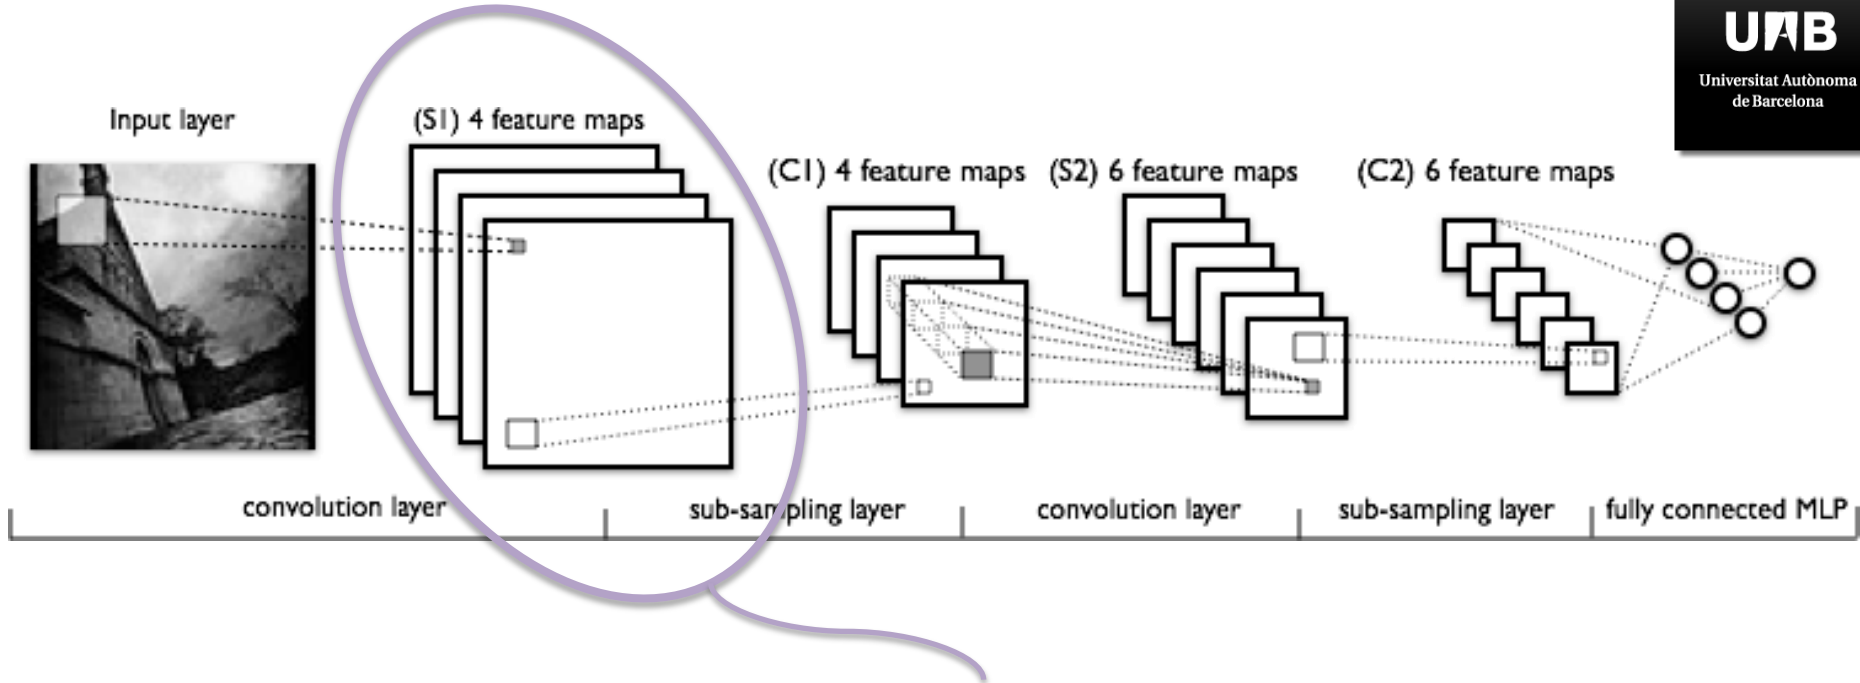 UAB
Universitat Autònoma
de Barcelona
Input layer
(S1) 4 feature maps
(C1) 4 feature maps
(S2) 6 feature maps
(C2) 6 feature maps
convolution layer
sub-sampling layer
convolution layer
sub-sampling layer
fully connected MLP